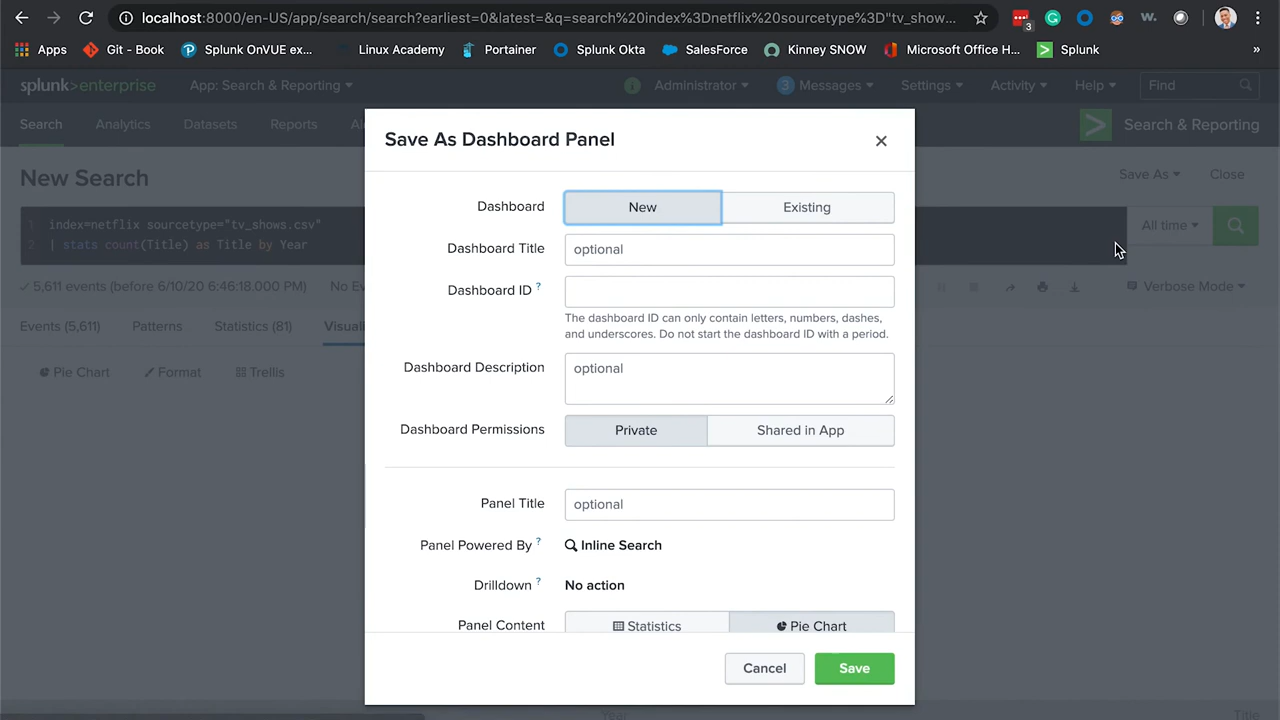 localhost:8000/en-US/app/search/search?earliest=0&latest=&q=search%20index%3Dnetflix%20sourcetype%3D"tv_shows...
3
Apps
Git - Book
Splunk OnVUE ex...
Linux Academy
Portainer
Splunk Okta
SalesForce
Kinney SNOW
Microsoft Office H...
Splunk
»
splunk>enterprise
App: Search & Reporting
i
Administrator
3 Messages
Settings
Activity
Help
Find
Search
Analytics
Datasets
Reports
Search & Reporting
New Search
Save As
Close
1 index=netflix sourcetype="tv_shows.csv"
2 | stats count(Title) as Title by Year
All time
5,611 events (before 6/10/20 6:46:18.000 PM)
Verbose Mode
Events (5,611)
Patterns
Statistics (81)
Pie Chart
Format
Trellis
Save As Dashboard Panel
Dashboard
New
Existing
Dashboard Title
optional
Dashboard ID ?
The dashboard ID can only contain letters, numbers, dashes,
and underscores. Do not start the dashboard ID with a period.
Dashboard Description
optional
Dashboard Permissions
Private
Shared in App
Panel Title
optional
Panel Powered By ?
Inline Search
Drilldown ?
No action
Panel Content
Statistics
Pie Chart
Cancel
Save
Year
Title